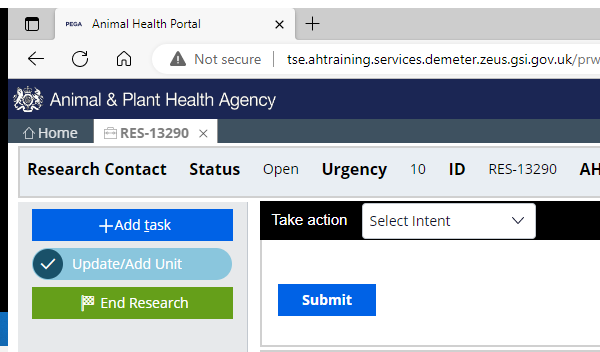 PEGA Animal Health Portal
Not secure tse.ahtraining.services.demeter.zeus.gsi.gov.uk/prw
Animal & Plant Health Agency
Home RES-13290
Research Contact Status Open Urgency 10 ID RES-13290 AH
+Add task Take action Select Intent
Update/Add Unit
End Research Submit